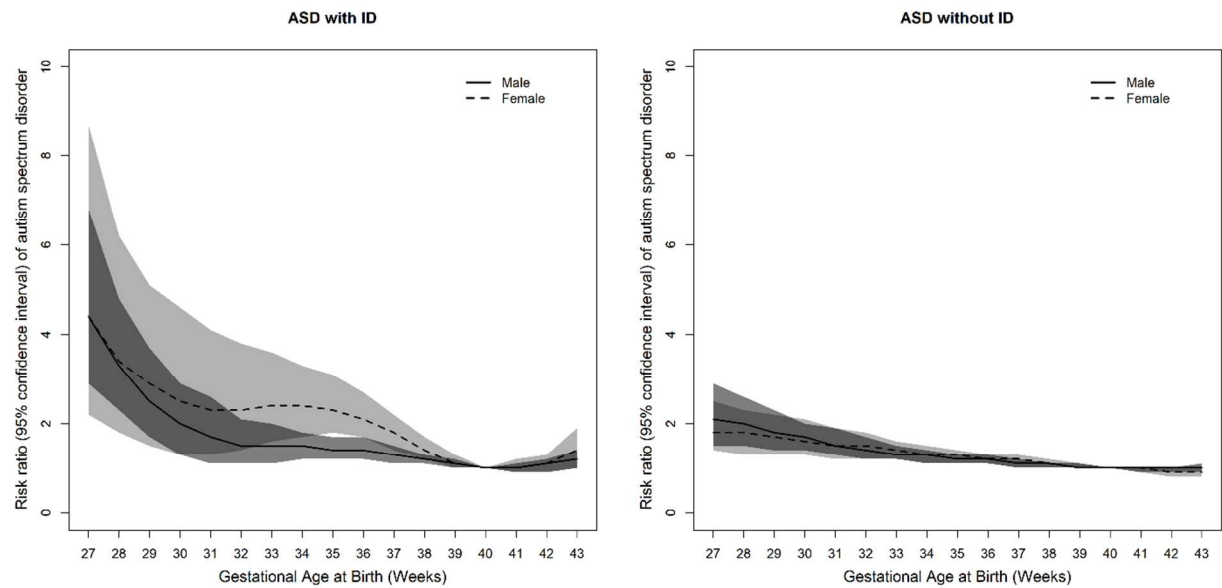 ASD with ID
Risk ratio (95% confidence interval) of autism spectrum disorder
10
8
6
4
2
0
Male
Female
27 28 29 30 31 32 33 34 35 36 37 38 39 40 41 42 43
Gestational Age at Birth (Weeks)
ASD without ID
Risk ratio (95% confidence interval) of autism spectrum disorder
10
8
6
4
2
0
Male
Female
27 28 29 30 31 32 33 34 35 36 37 38 39 40 41 42 43
Gestational Age at Birth (Weeks)